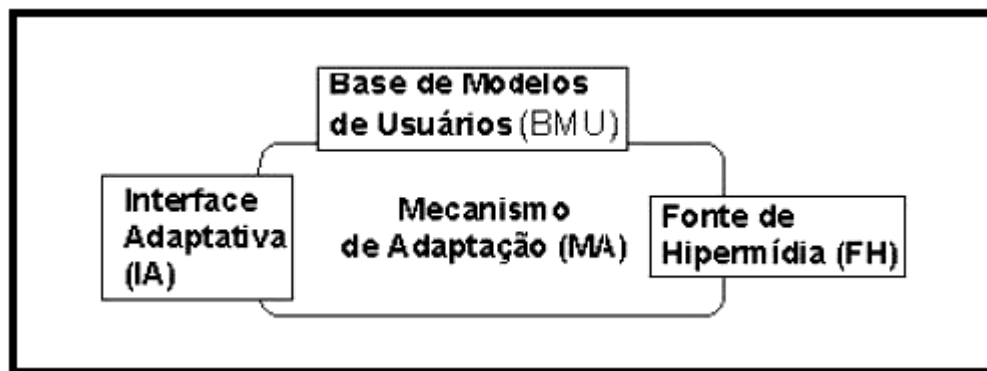 Base de Modelos
de Usuários (BMU)
Interface
Adaptativa
(IA)
Mecanismo
de Adaptação (MA)
Fonte de
Hipermídia (FH)